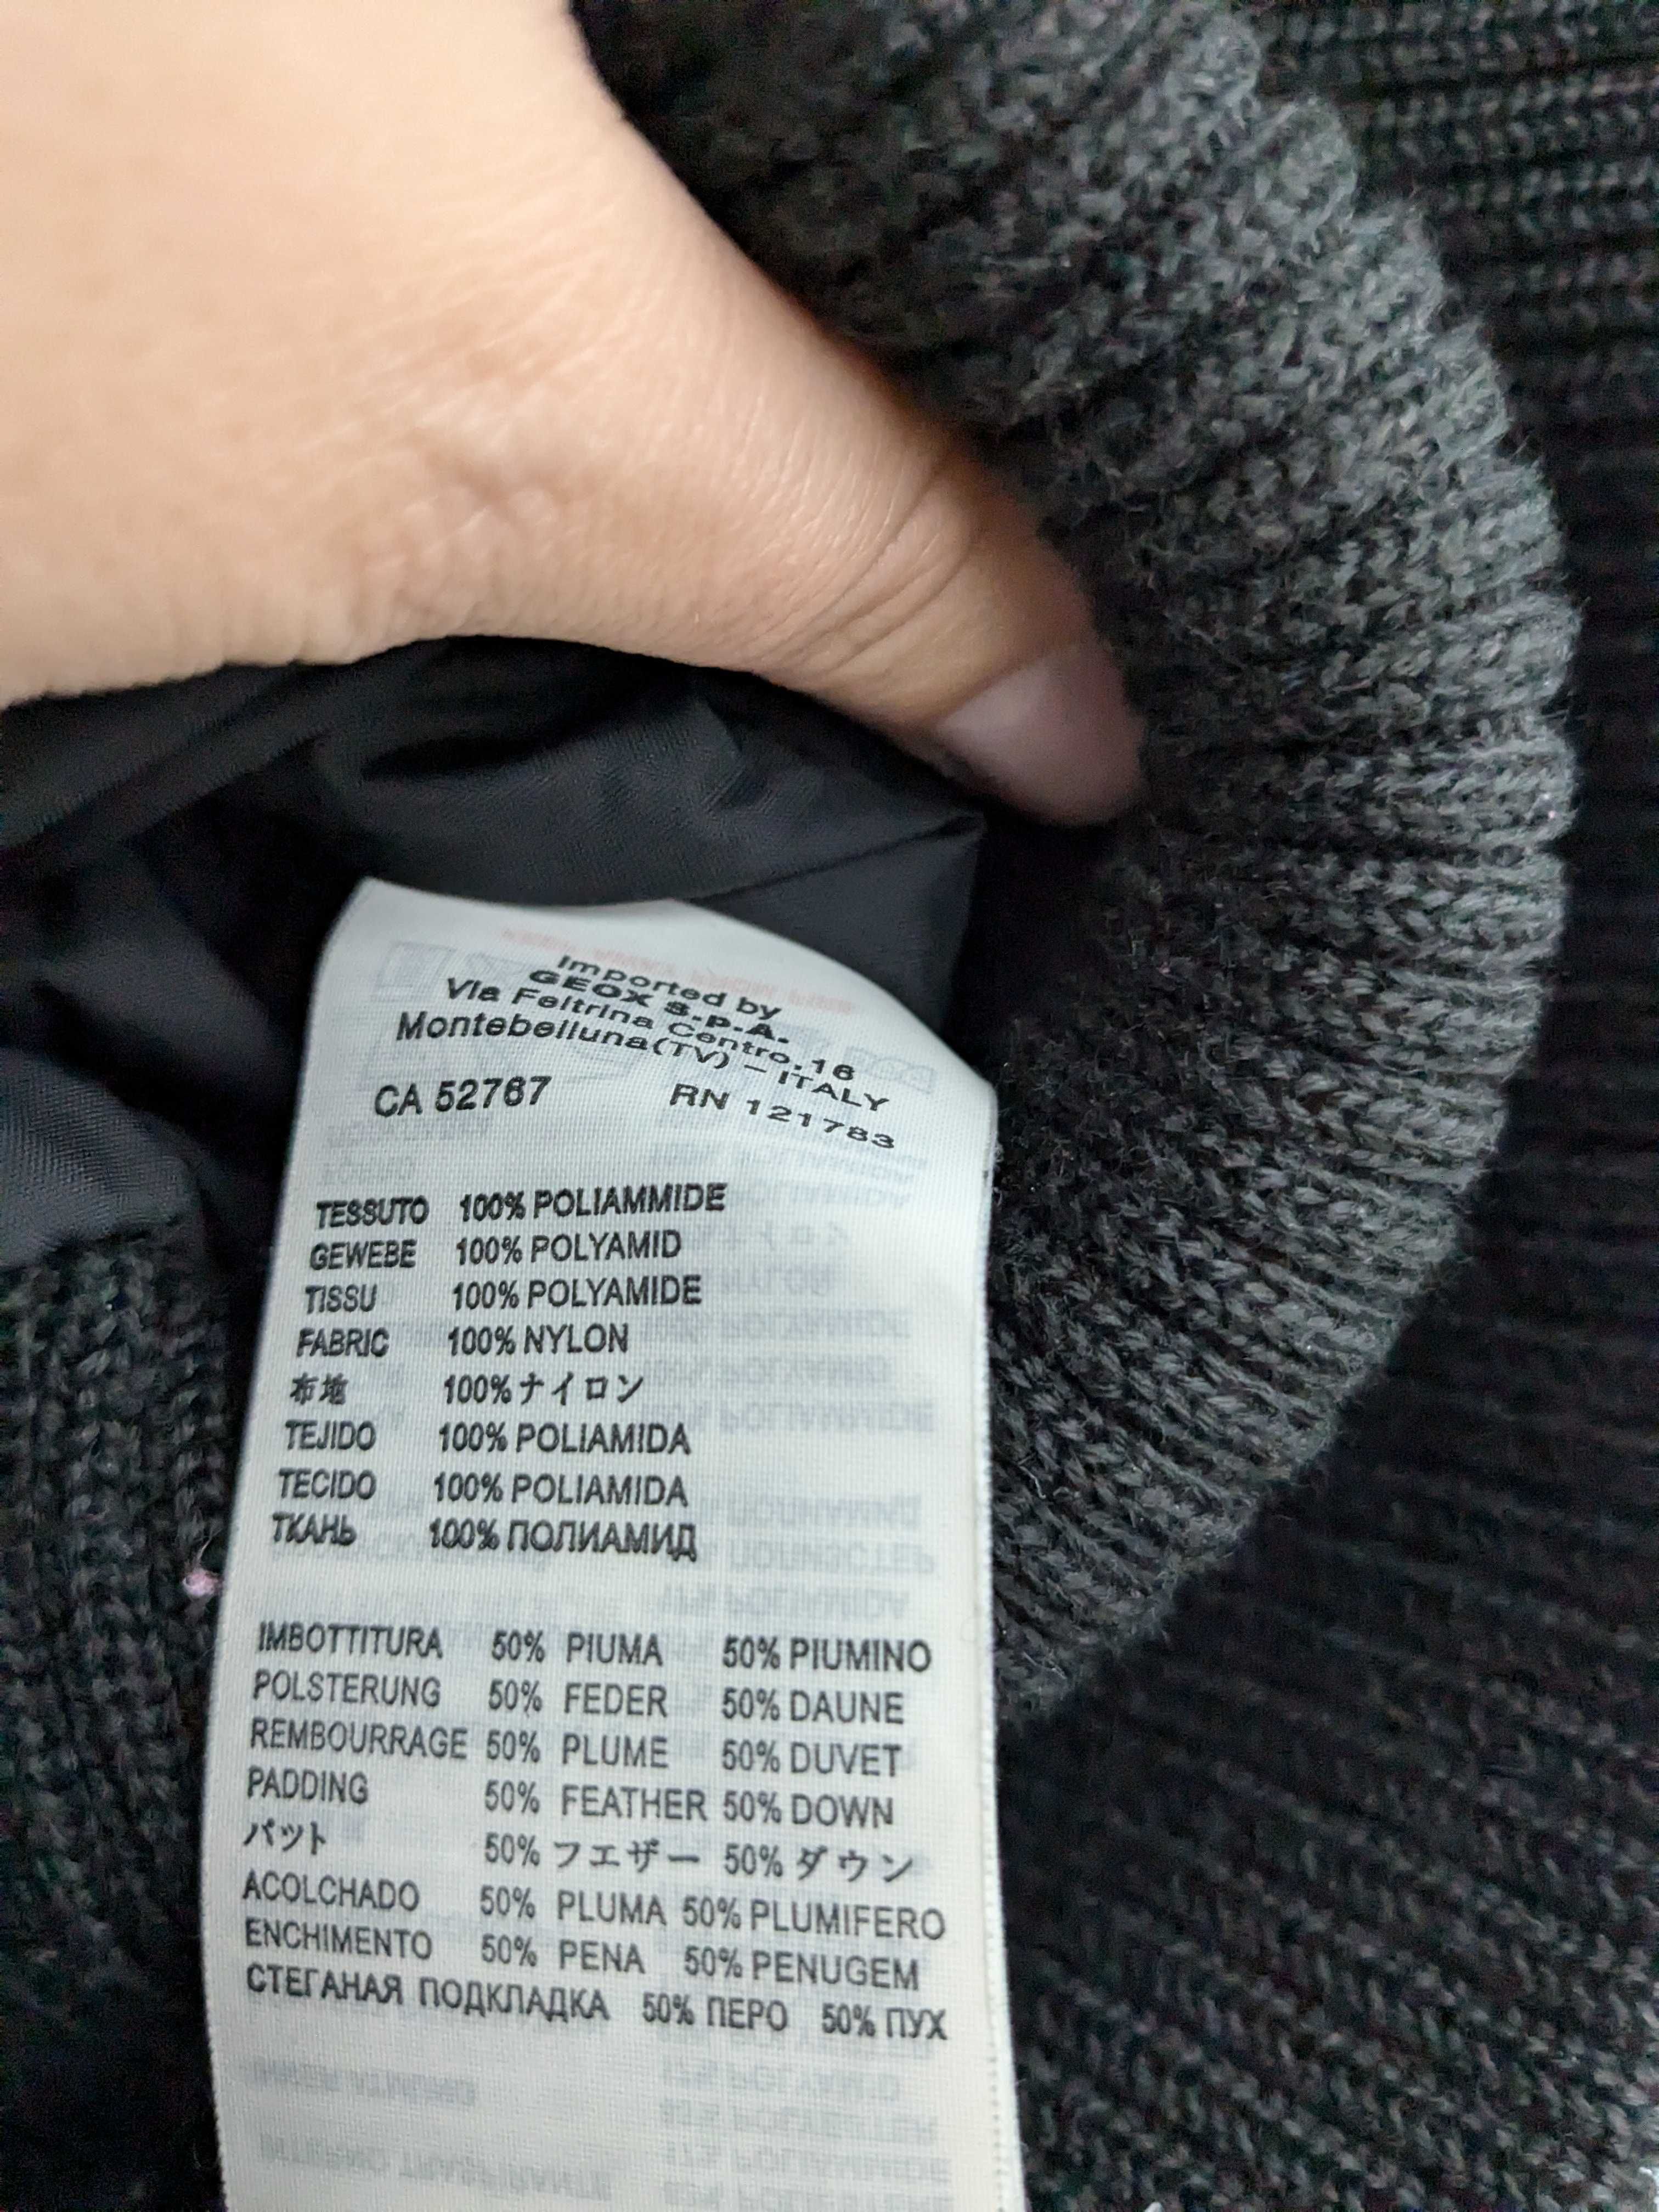 Imported by
GEOX S.p.A.
Via Feltrina Centro,16
Montebelluna(TV) – ITALY
CA 52767 RN 121783
TESSUTO 100% POLIAMMIDE
GEWEBE 100% POLYAMID
TISSU 100% POLYAMIDE
FABRIC 100% NYLON
布地 100%ナイロン
TEJIDO 100% POLIAMIDA
TECIDO 100% POLIAMIDA
ТКАНЬ 100% ПОЛИАМИД
IMBOTTITURA 50% PIUMA 50% PIUMINO
POLSTERUNG 50% FEDER 50% DAUNE
REMBOURRAGE 50% PLUME 50% DUVET
PADDING 50% FEATHER 50% DOWN
パット 50% フエザー 50% ダウン
ACOLCHADO 50% PLUMA 50% PLUMIFERO
ENCHIMENTO 50% PENA 50% PENUGEM
СТЕГАНАЯ ПОДКЛАДКА 50% ПЕРО 50% ПУХ